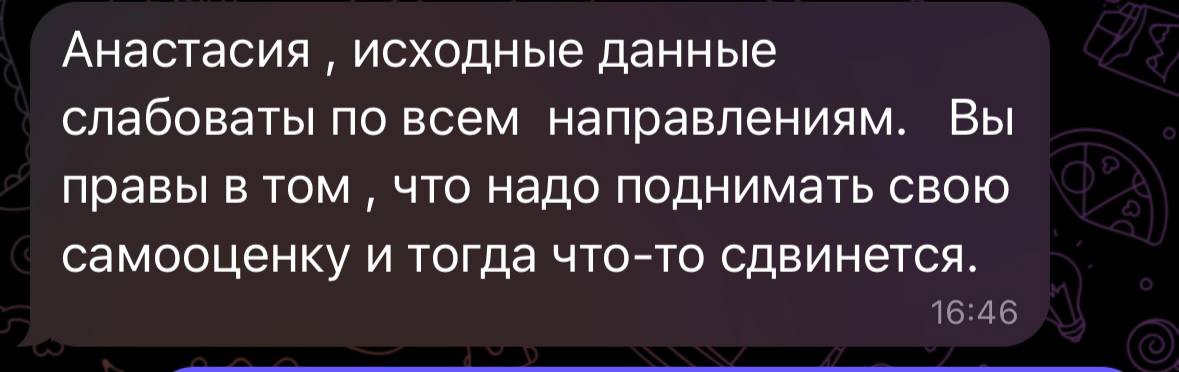 Анастасия , исходные данные
слабоваты по всем  направлениям.   Вы
правы в том , что надо поднимать свою
самооценку и тогда что-то сдвинется.
16:46